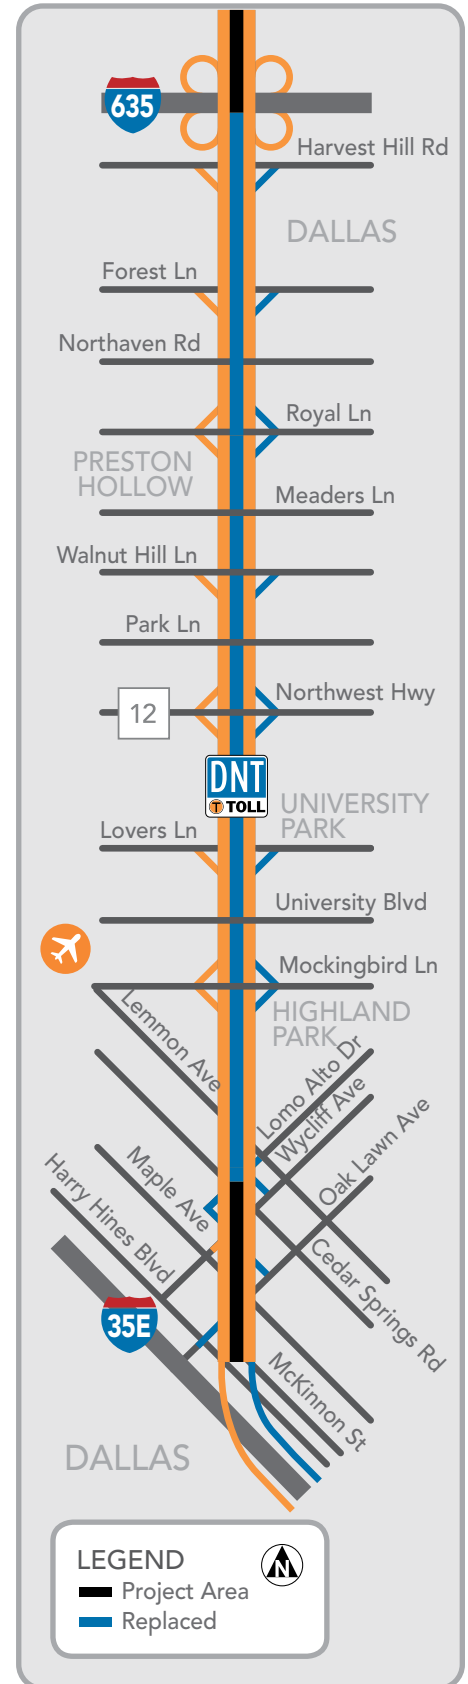 635
Harvest Hill Rd
DALLAS
Forest Ln
Northaven Rd
Royal Ln
PRESTON
HOLLOW
Meaders Ln
Walnut Hill Ln
Park Ln
Northwest Hwy
12
DNT
T TOLL
UNIVERSITY
PARK
Lovers Ln
University Blvd
Mockingbird Ln
HIGHLAND
PARK
Lemmon Ave
Lomo Alto Dr
Wycliff Ave
Oak Lawn Ave
Maple Ave
Harry Hines Blvd
Cedar Springs Rd
35E
McKinnon St
DALLAS
LEGEND
N
Project Area
Replaced